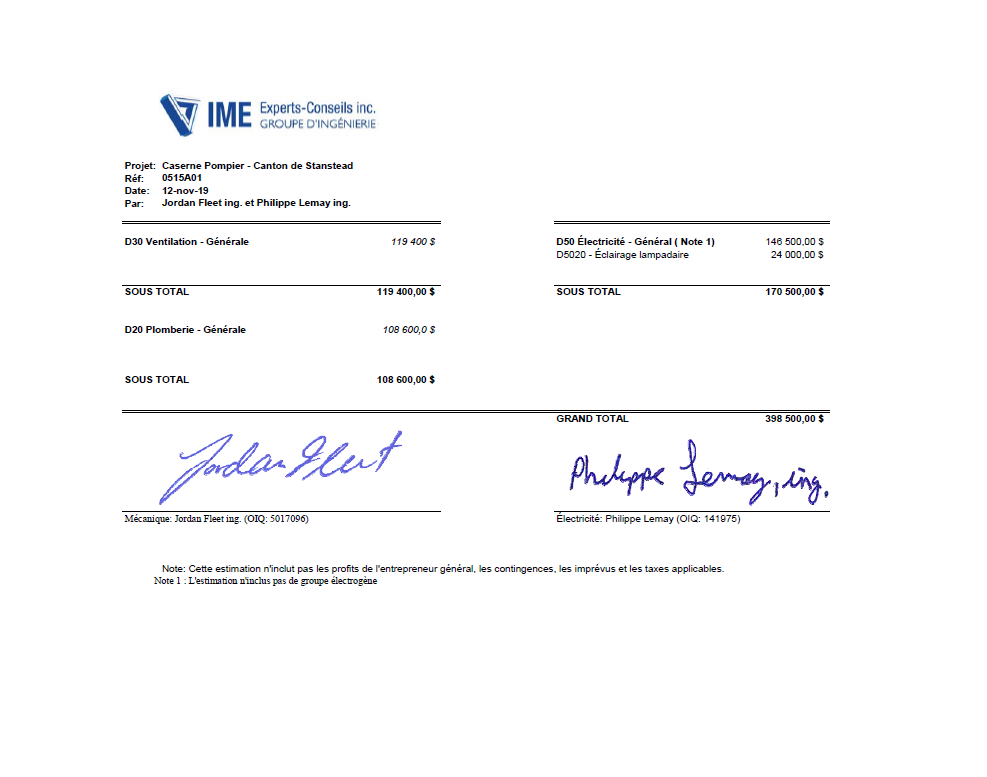 IME Experts-Conseils inc.
GROUPE D'INGÉNIERIE
Projet: Caserne Pompier - Canton de Stanstead
Réf: 0515A01
Date: 12-nov-19
Par: Jordan Fleet ing. et Philippe Lemay ing.
D30 Ventilation - Générale 119 400 $
SOUS TOTAL 119 400,00 $
D20 Plomberie - Générale 108 600,0 $
SOUS TOTAL 108 600,00 $
D50 Électricité - Général ( Note 1) 146 500,00 $
D5020 - Éclairage lampadaire 24 000,00 $
SOUS TOTAL 170 500,00 $
GRAND TOTAL 398 500,00 $
Jordan Fleet
Mécanique: Jordan Fleet ing. (OIQ: 5017096)
Philippe Lemay, ing.
Électricité: Philippe Lemay (OIQ: 141975)
Note: Cette estimation n'inclut pas les profits de l'entrepreneur général, les contingences, les imprévus et les taxes applicables.
Note 1 : L'estimation n'inclus pas de groupe électrogène